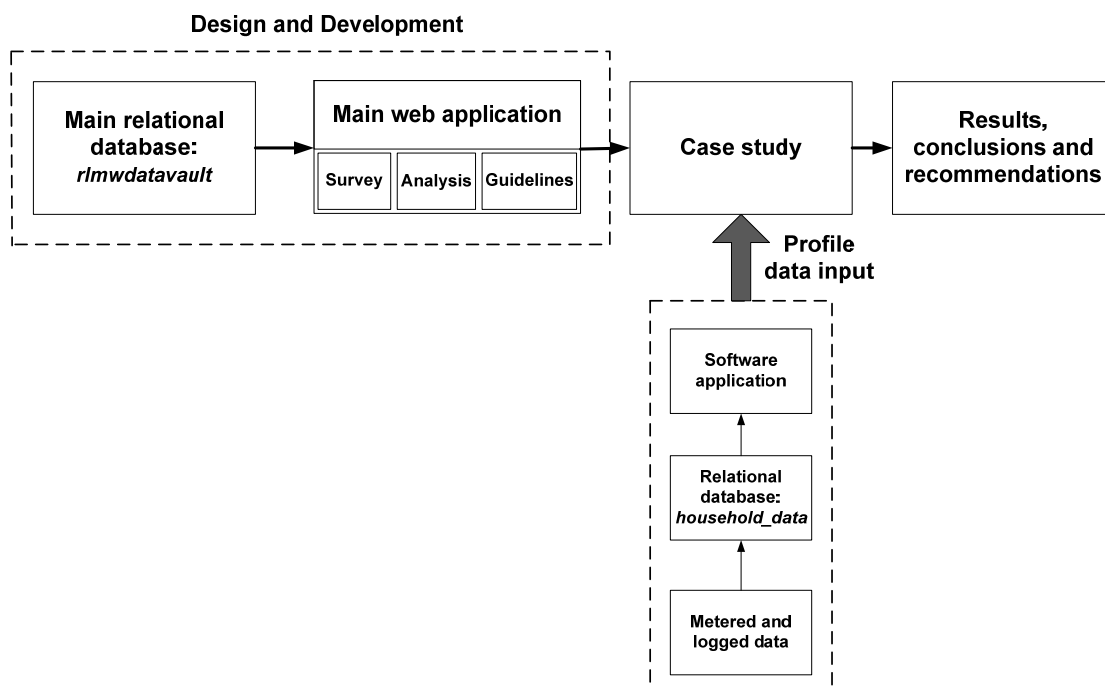 Design and Development
Main relational
database:
rlmwdatavault
Main web application
Survey
Analysis
Guidelines
Case study
Results,
conclusions and
recommendations
Profile
data input
Software
application
Relational
database:
household_data
Metered and
logged data